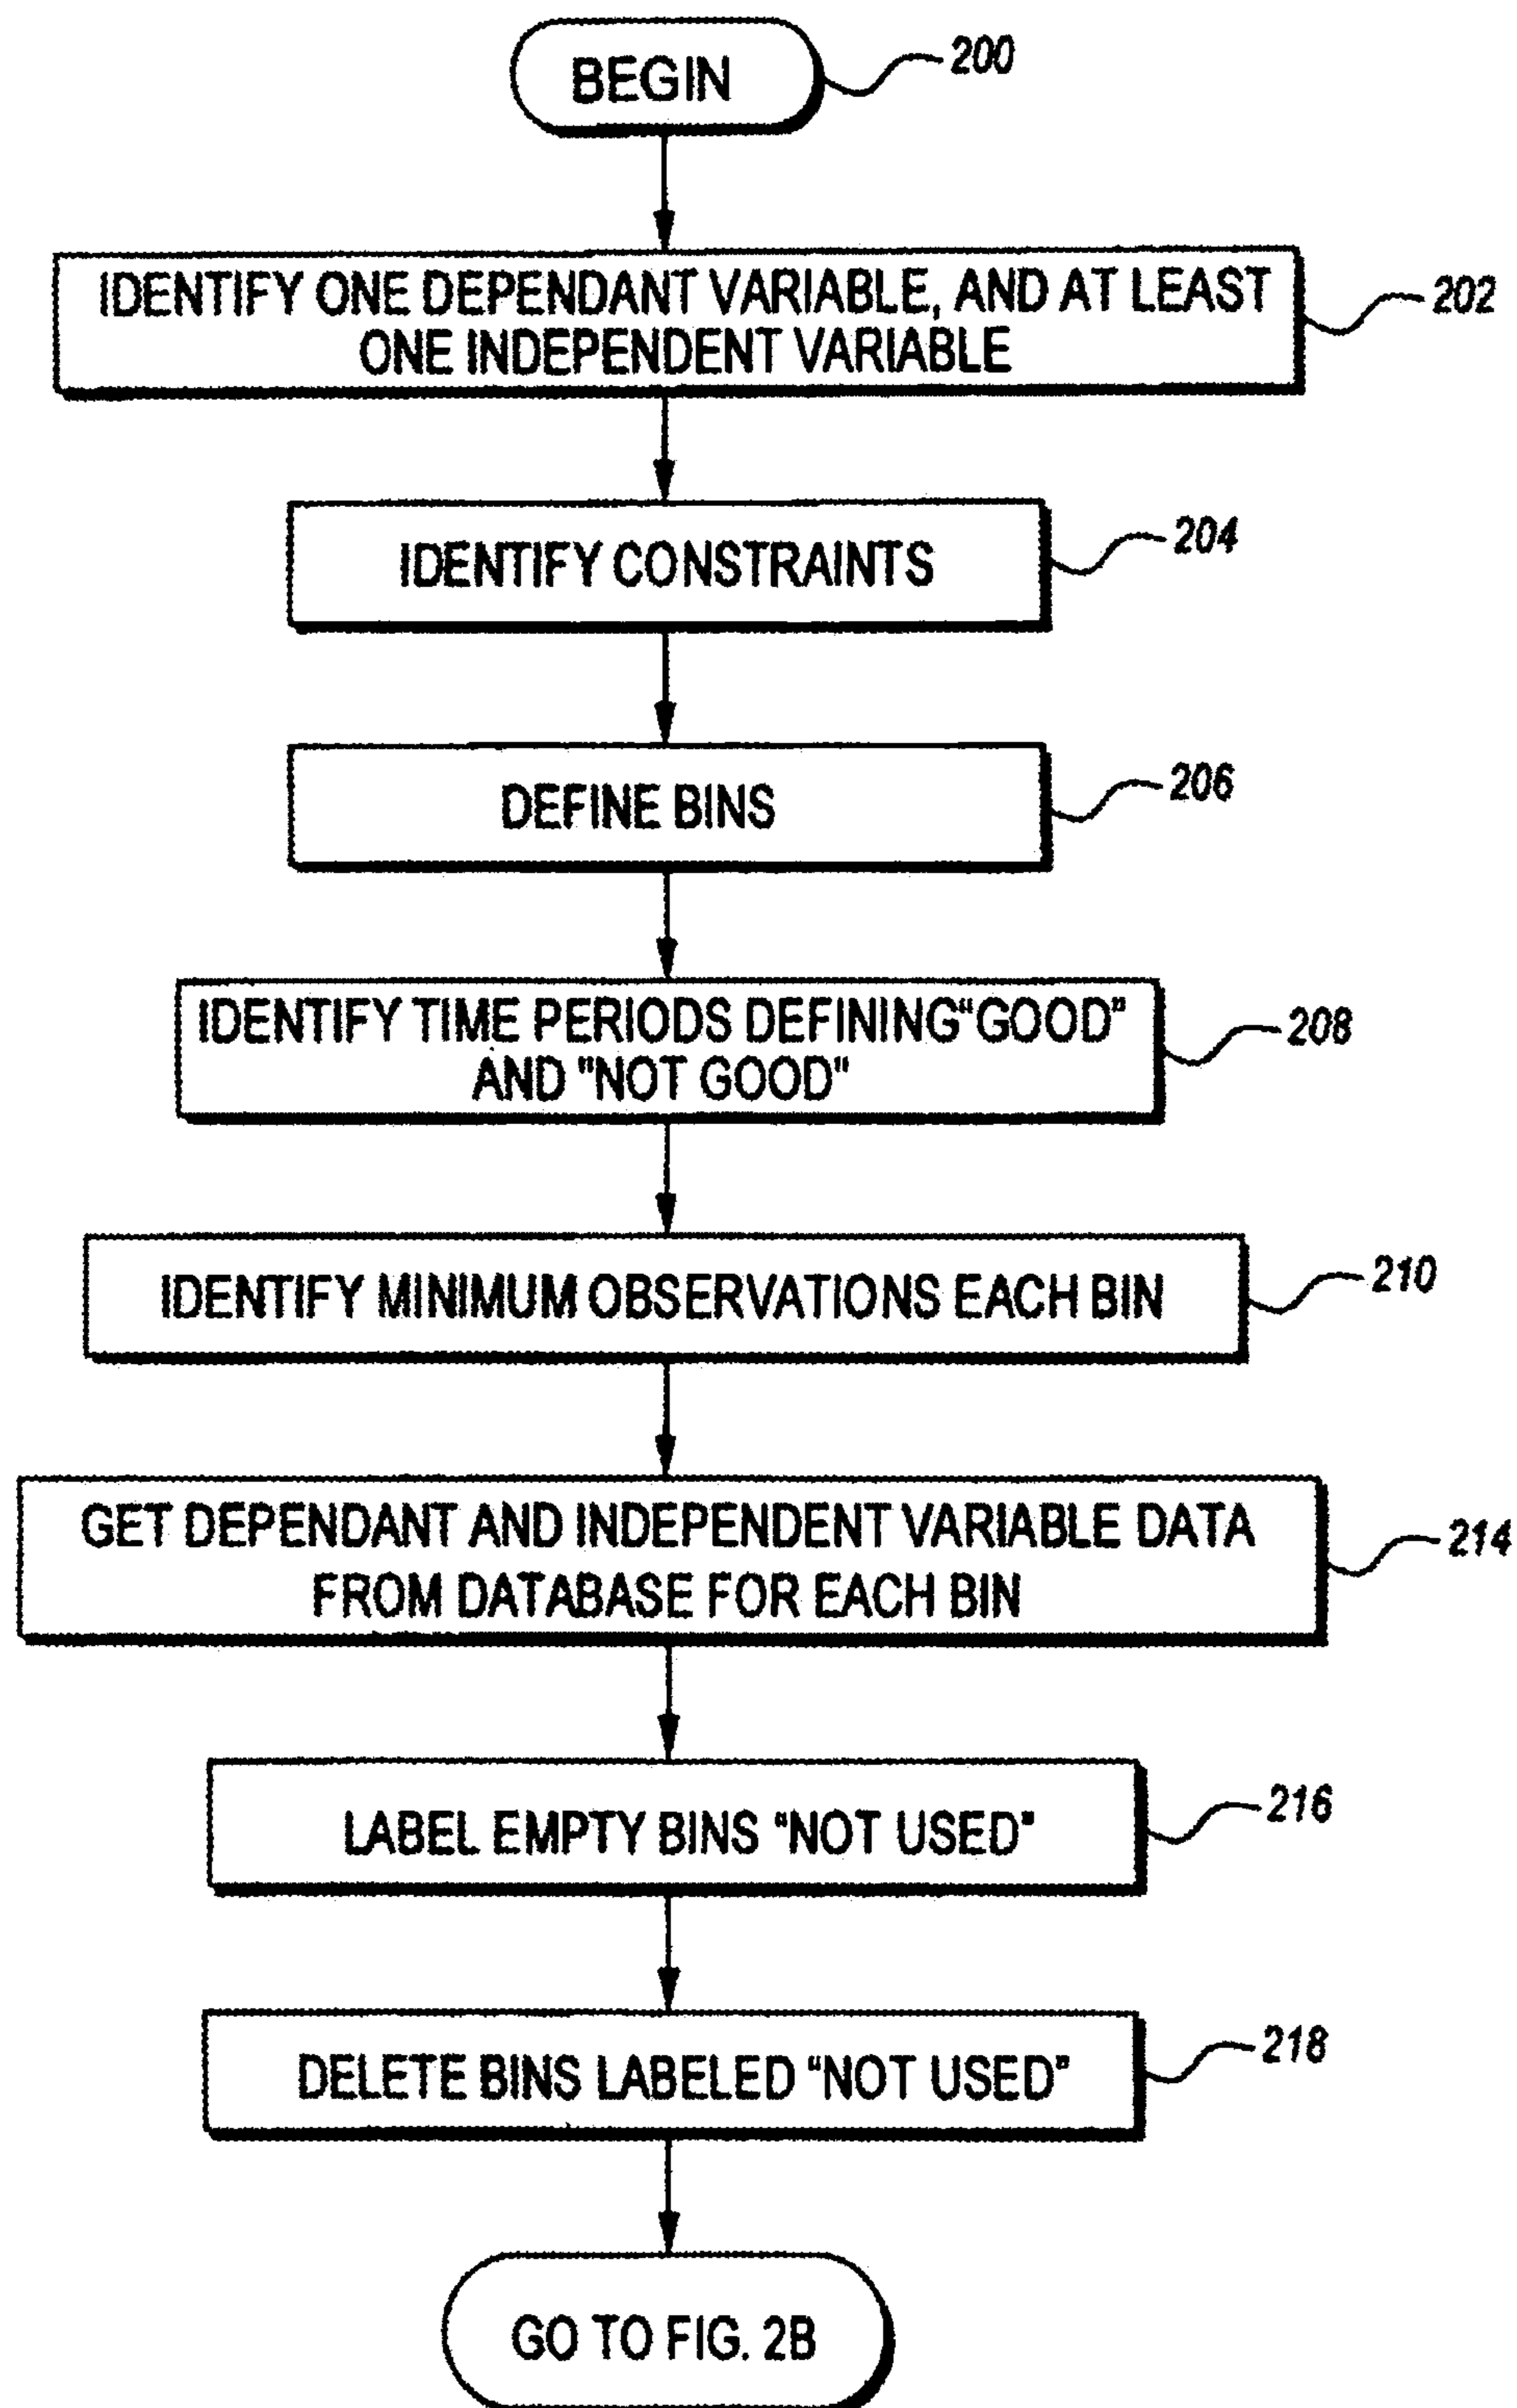 BEGIN
200
IDENTIFY ONE DEPENDANT VARIABLE, AND AT LEAST
ONE INDEPENDENT VARIABLE
202
IDENTIFY CONSTRAINTS
204
DEFINE BINS
206
IDENTIFY TIME PERIODS DEFINING“GOOD”
AND "NOT GOOD"
208
IDENTIFY MINIMUM OBSERVATIONS EACH BIN
210
GET DEPENDANT AND INDEPENDENT VARIABLE DATA
FROM DATABASE FOR EACH BIN
214
LABEL EMPTY BINS “NOT USED”
216
DELETE BINS LABELED “NOT USED”
218
GO TO FIG. 2B